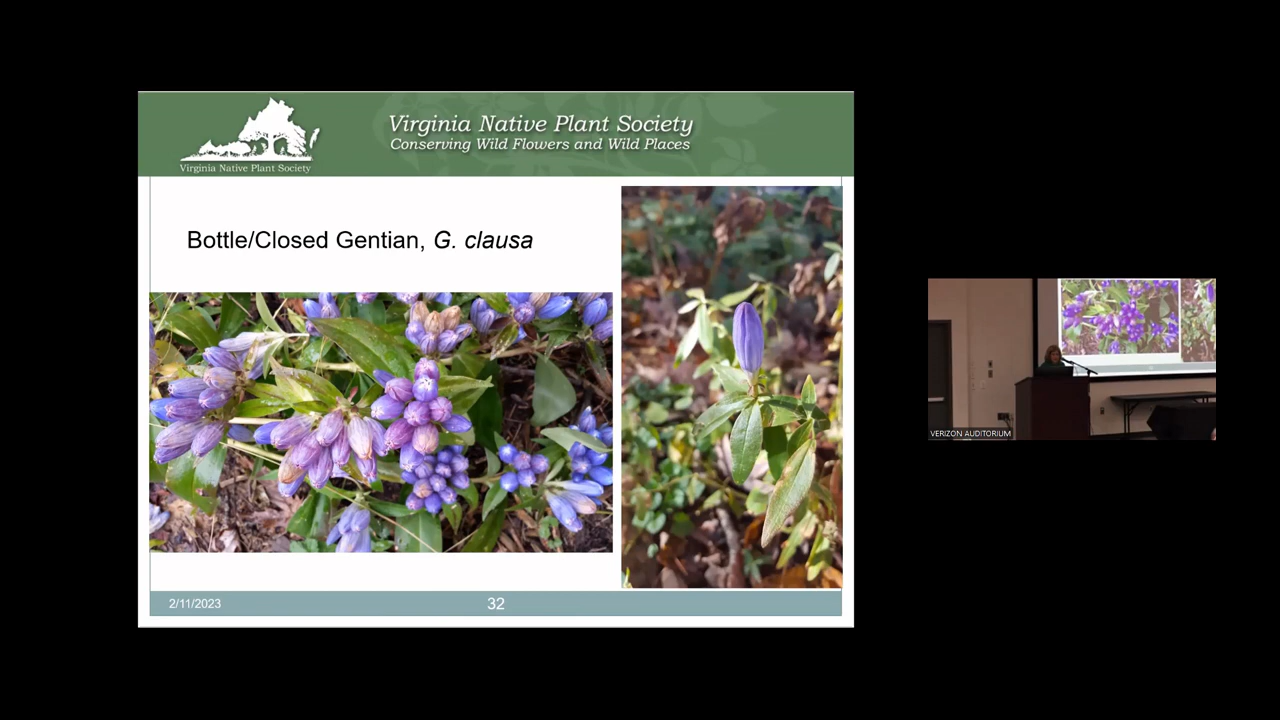 Virginia Native Plant Society
Conserving Wild Flowers and Wild Places
Virginia Native Plant Society
Bottle/Closed Gentian, G. clausa
2/11/2023
32
VERIZON AUDITORIUM